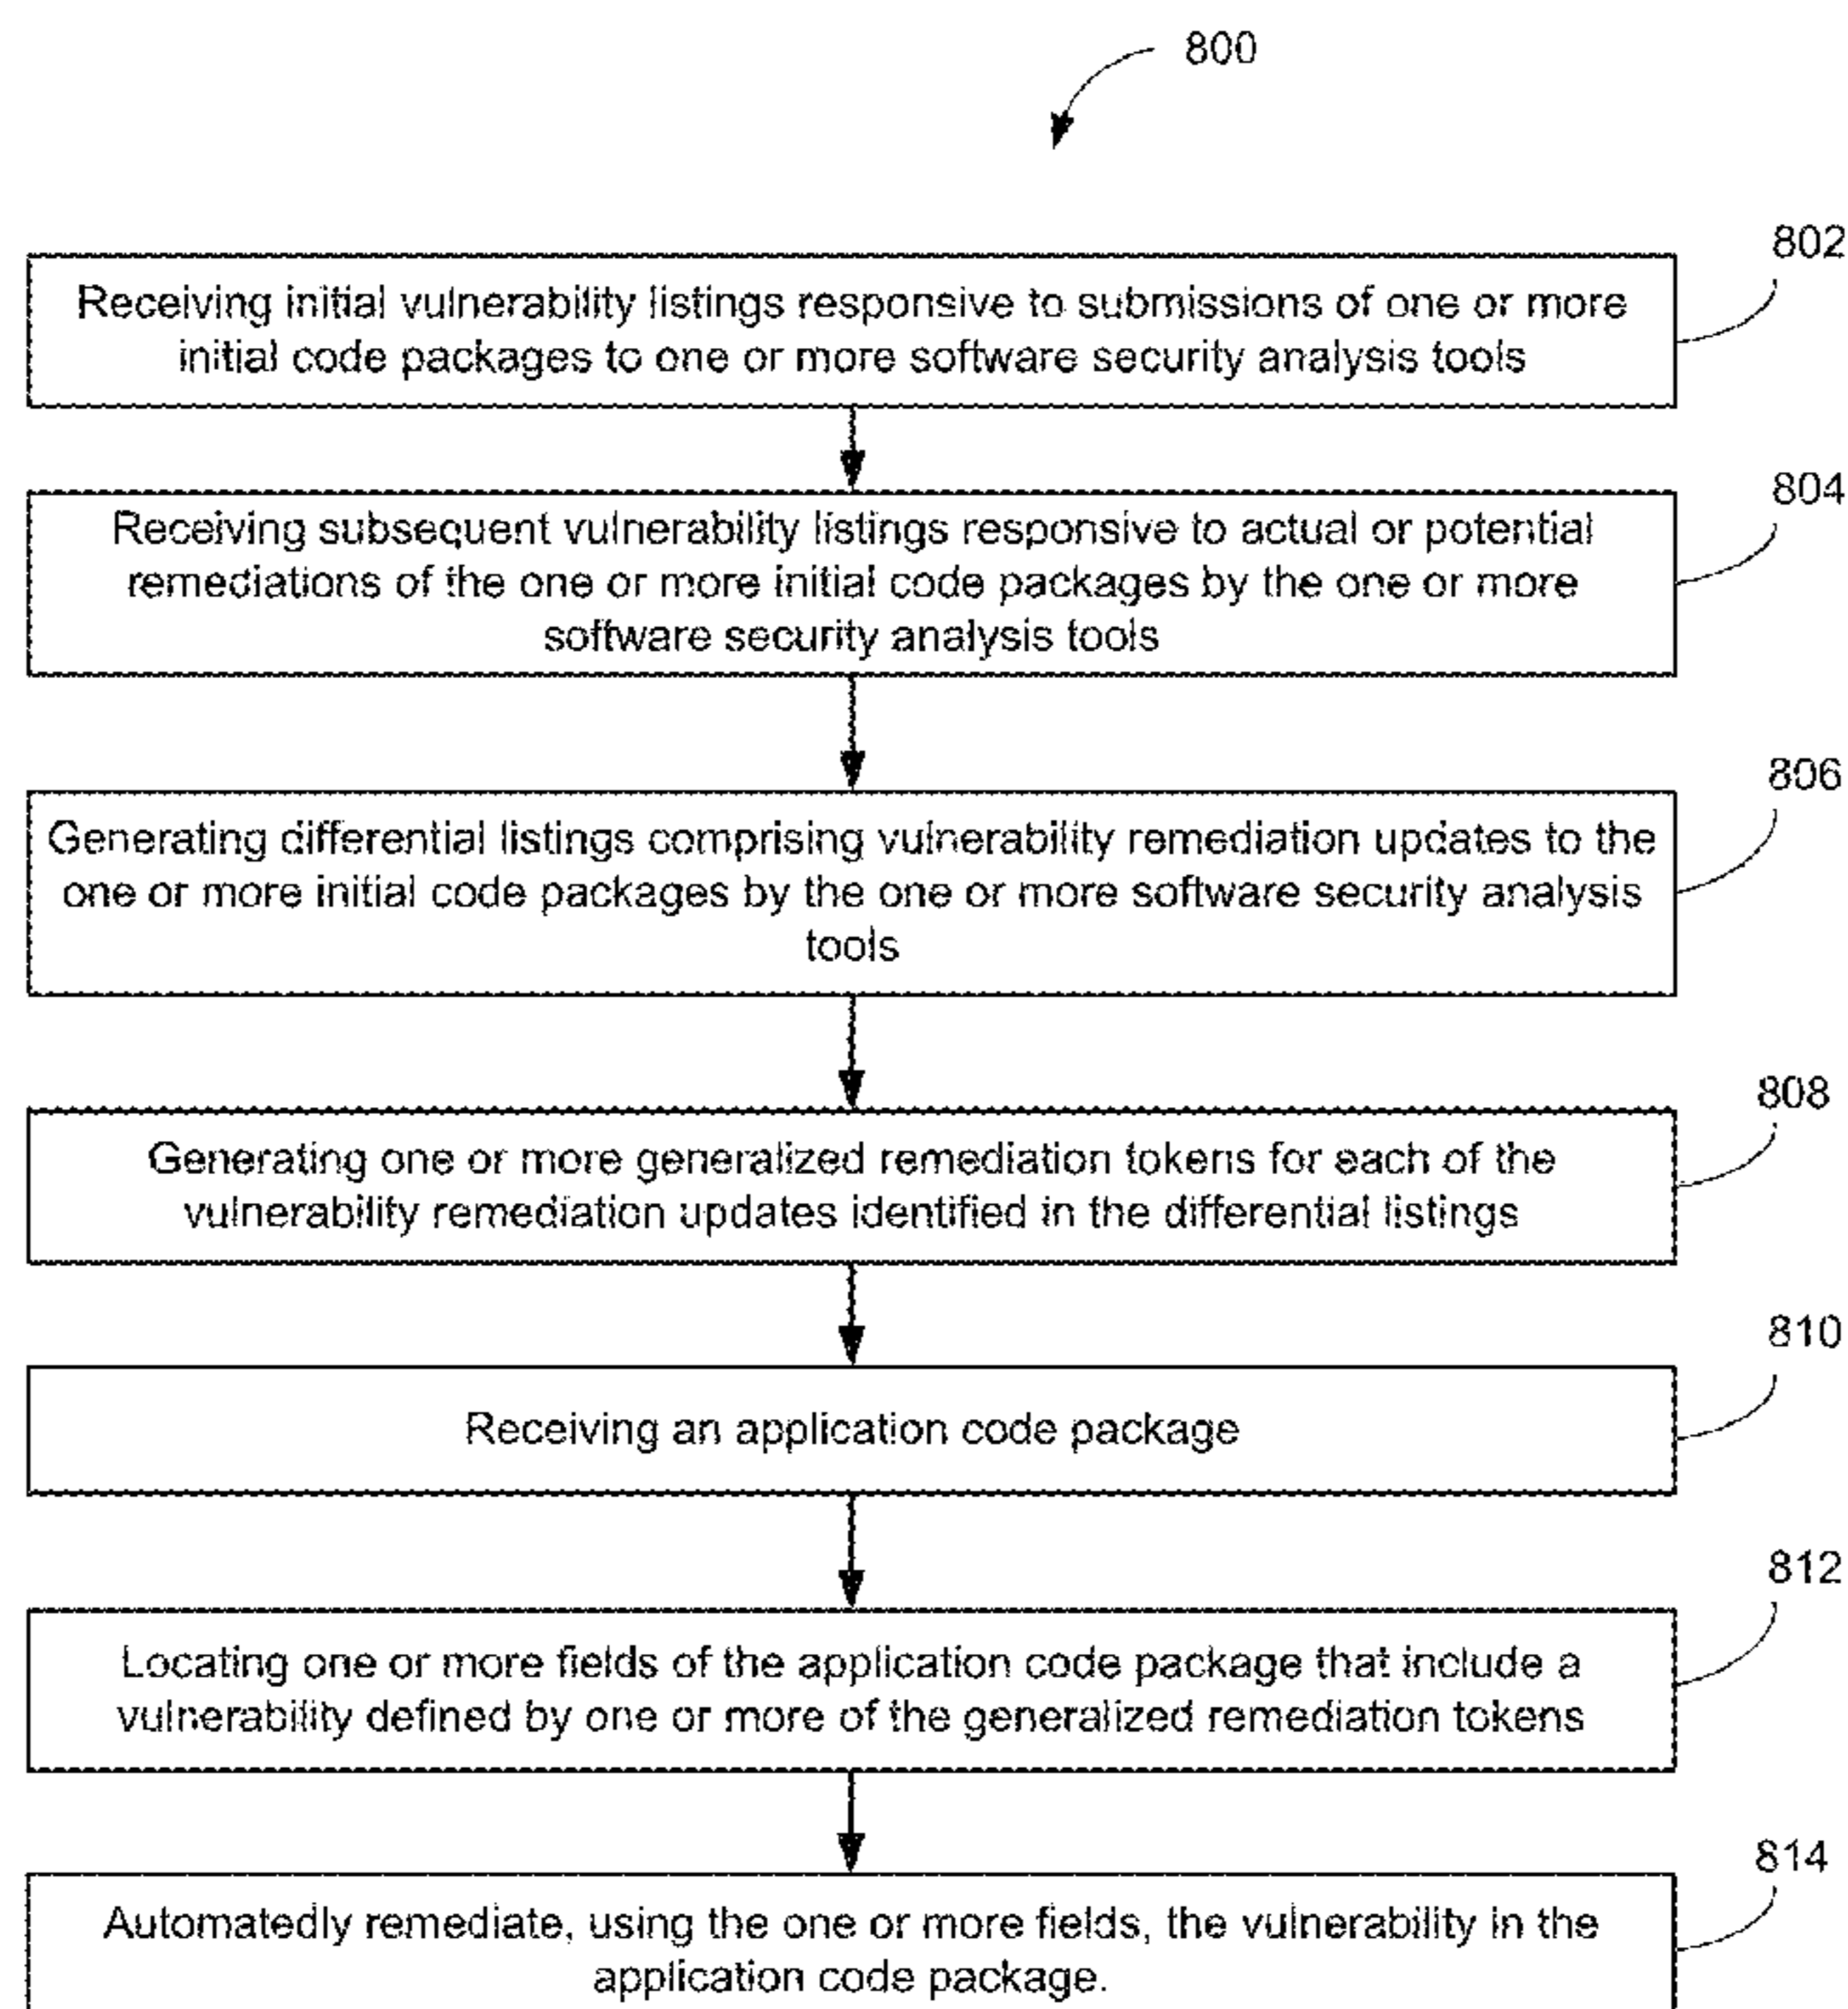 800
802
Receiving initial vulnerability listings responsive to submissions of one or more
initial code packages to one or more software security analysis tools
804
Receiving subsequent vulnerability listings responsive to actual or potential
remediations of the one or more initial code packages by the one or more
software security analysis tools
806
Generating differential listings comprising vulnerability remediation updates to the
one or more initial code packages by the one or more software security analysis
tools
808
Generating one or more generalized remediation tokens for each of the
vulnerability remediation updates identified in the differential listings
810
Receiving an application code package
812
Locating one or more fields of the application code package that include a
vulnerability defined by one or more of the generalized remediation tokens
814
Automatedly remediate, using the one or more fields, the vulnerability in the
application code package.